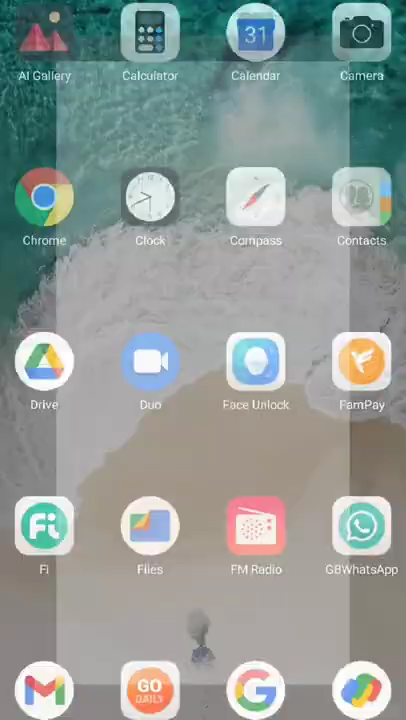 31
AI Gallery Calculator Calendar Camera
Chrome Clock Compass Contacts
Drive Duo Face Unlock FamPay
Fi
Fi Files FM Radio GBWhatsApp
GO
DAILY